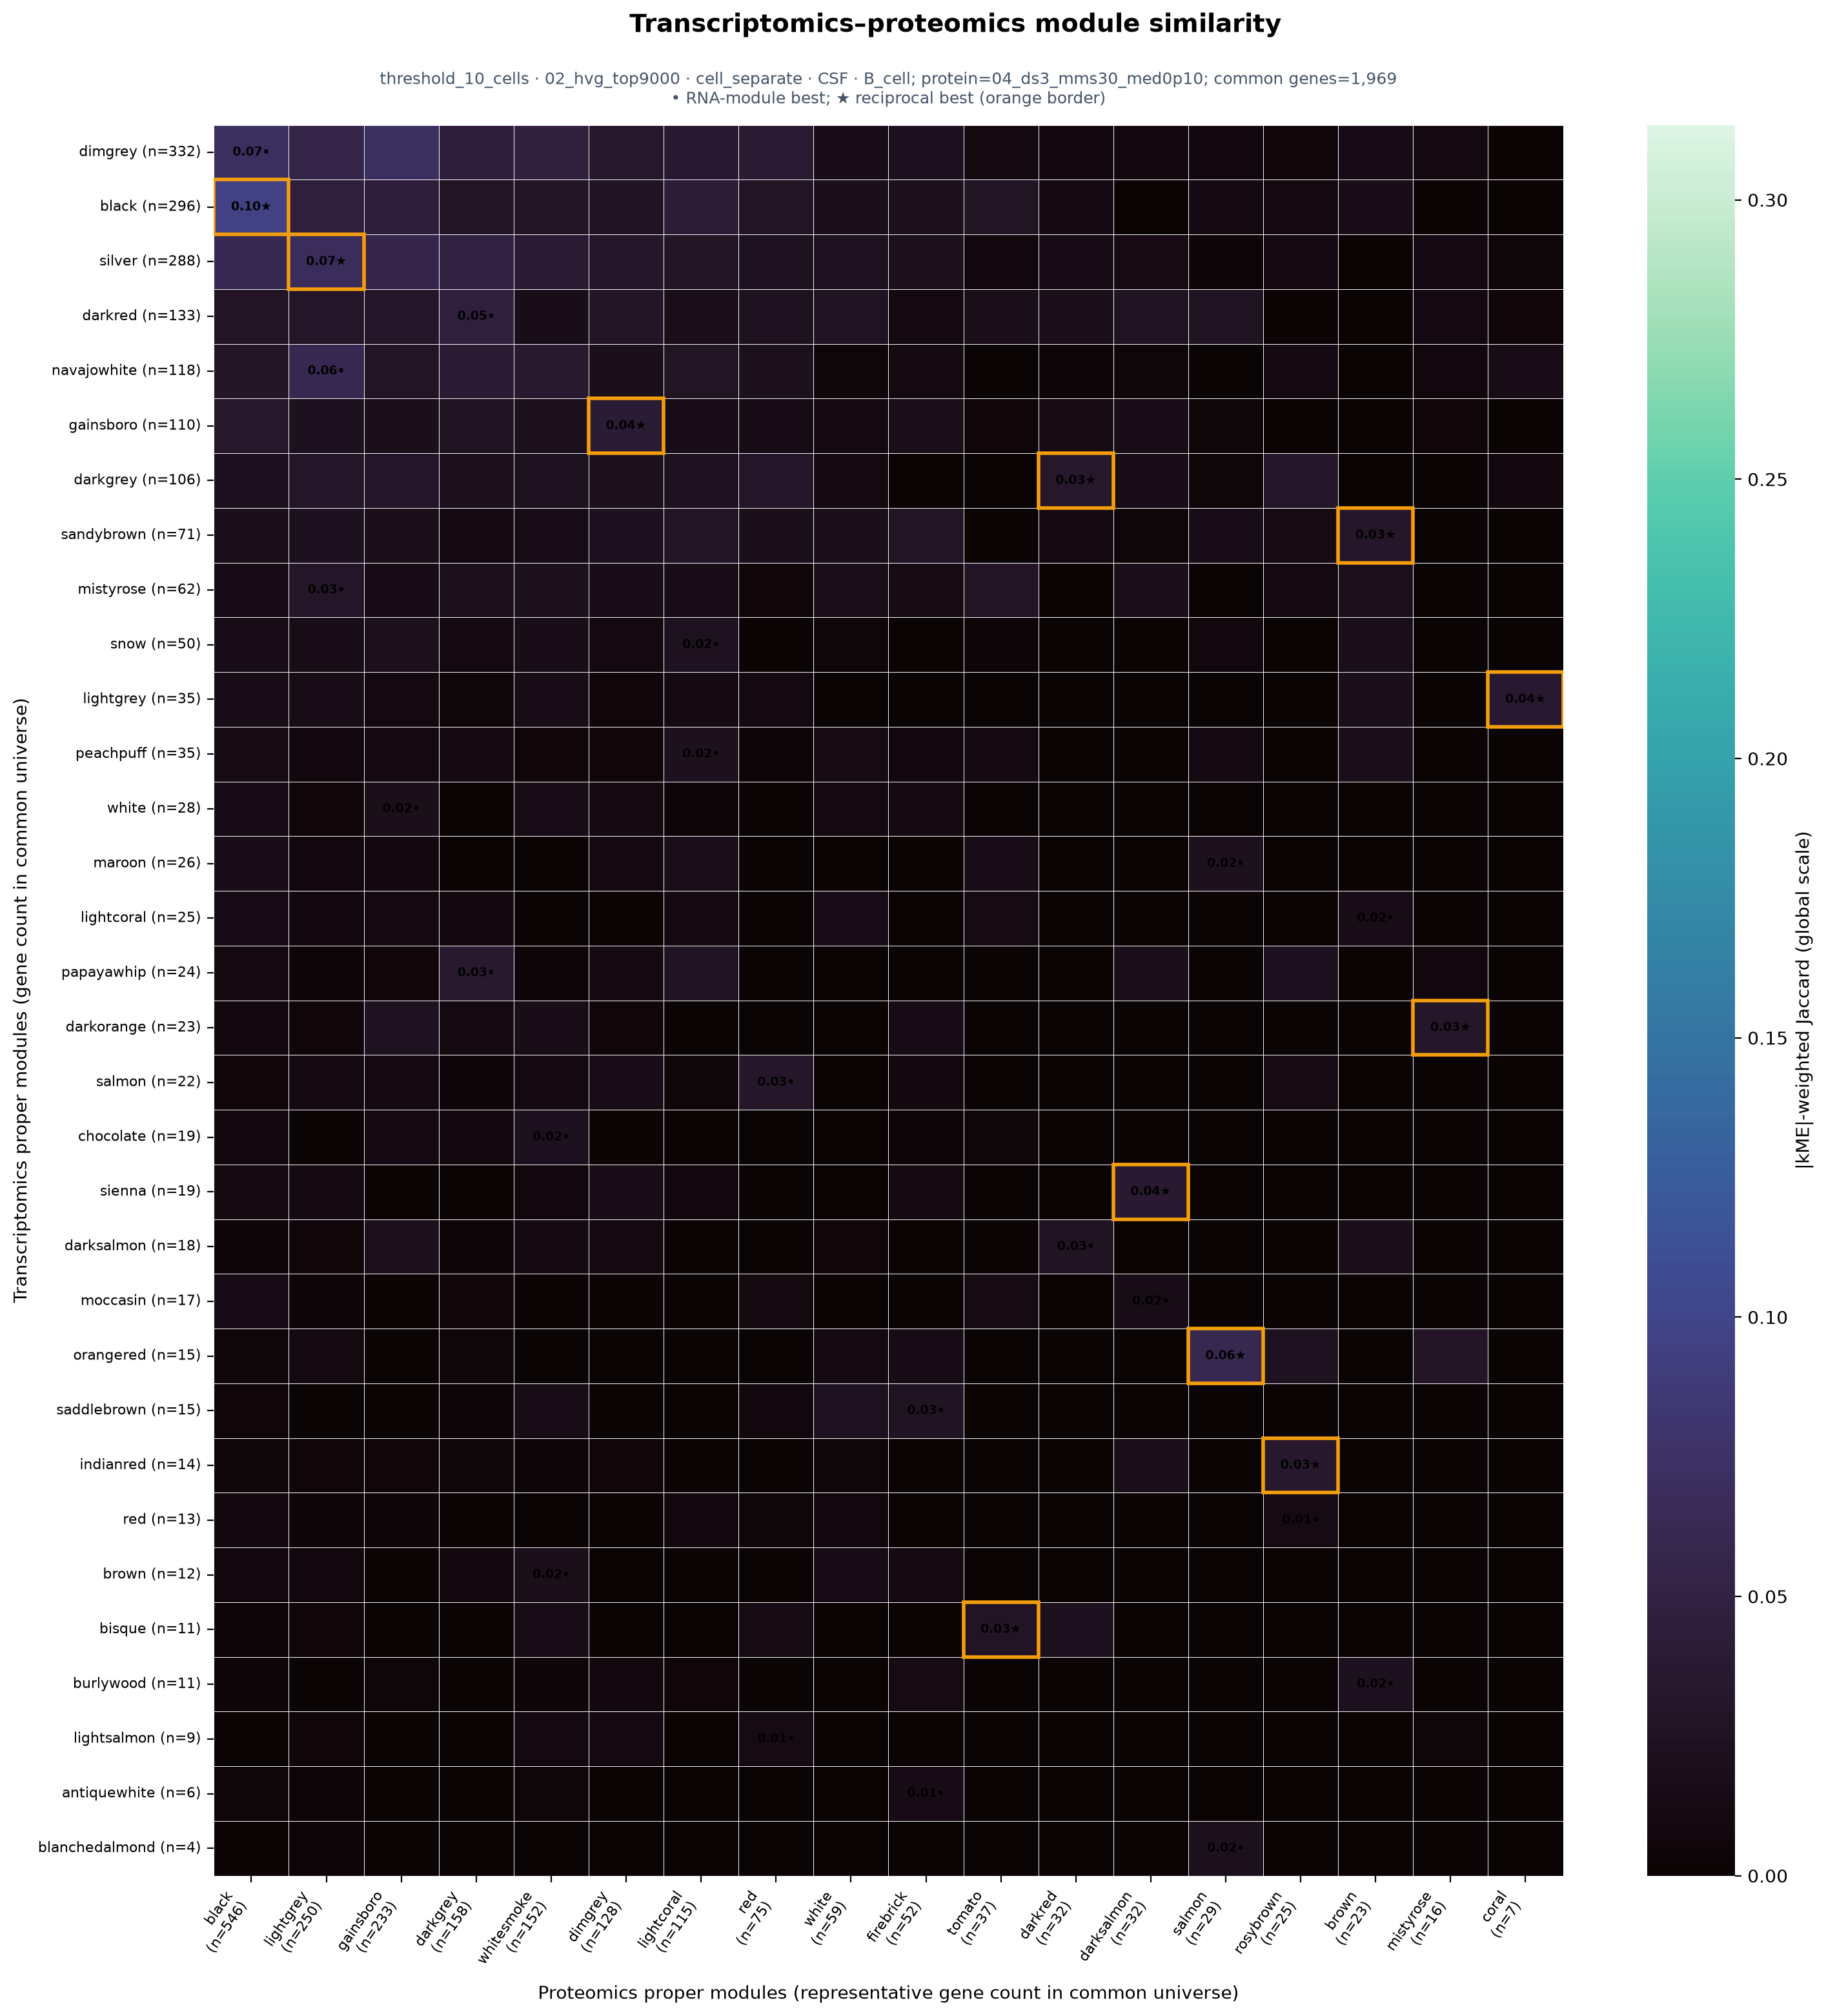 Transcriptomics–proteomics module similarity
threshold_10_cells · 02_hvg_top9000 · cell_separate · CSF · B_cell; protein=04_ds3_mms30_med0p10; common genes=1,969
• RNA-module best; ★ reciprocal best (orange border)
Transcriptomics proper modules (gene count in common universe)
dimgrey (n=332) 0.07•
black (n=296) 0.10★
silver (n=288) 0.07★
darkred (n=133) 0.05•
navajowhite (n=118) 0.06•
gainsboro (n=110) 0.04★
darkgrey (n=106) 0.03★
sandybrown (n=71) 0.03★
mistyrose (n=62) 0.03•
snow (n=50) 0.02•
lightgrey (n=35) 0.04★
peachpuff (n=35) 0.02•
white (n=28) 0.02•
maroon (n=26) 0.02•
lightcoral (n=25) 0.02•
papayawhip (n=24) 0.03•
darkorange (n=23) 0.03★
salmon (n=22) 0.03•
chocolate (n=19) 0.02•
sienna (n=19) 0.04★
darksalmon (n=18) 0.03•
moccasin (n=17) 0.02•
orangered (n=15) 0.06★
saddlebrown (n=15) 0.03•
indianred (n=14) 0.03★
red (n=13) 0.01•
brown (n=12) 0.02•
bisque (n=11) 0.03★
burlywood (n=11) 0.02•
lightsalmon (n=9) 0.01•
antiquewhite (n=6) 0.01•
blanchedalmond (n=4) 0.02•
black
(n=546)
lightgrey
(n=250)
gainsboro
(n=233)
darkgrey
(n=158)
whitesmoke
(n=152)
dimgrey
(n=128)
lightcoral
(n=115)
red
(n=75)
white
(n=59)
firebrick
(n=52)
tomato
(n=37)
darkred
(n=32)
darksalmon
(n=32)
salmon
(n=29)
rosybrown
(n=25)
brown
(n=23)
mistyrose
(n=16)
coral
(n=7)
Proteomics proper modules (representative gene count in common universe)
0.30
0.25
0.20
0.15
0.10
0.05
0.00
|kME|-weighted Jaccard (global scale)